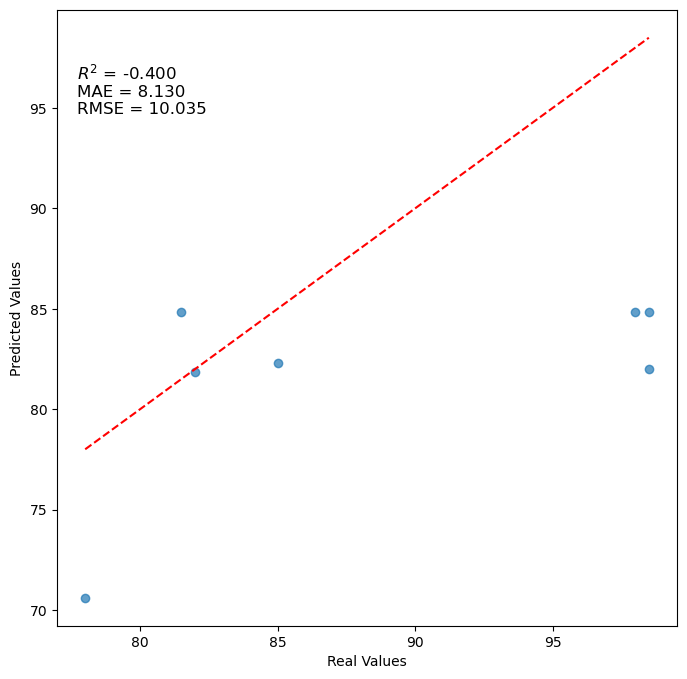 R² = -0.400
MAE = 8.130
RMSE = 10.035
95
90
85
80
75
70
Predicted Values
80 85 90 95
Real Values